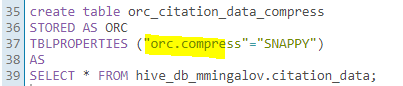 35 create table orc_citation_data_compress
36 STORED AS ORC
37 TBLPROPERTIES ("orc.compress"="SNAPPY")
38 AS
39 SELECT * FROM hive_db_mmingalov.citation_data;